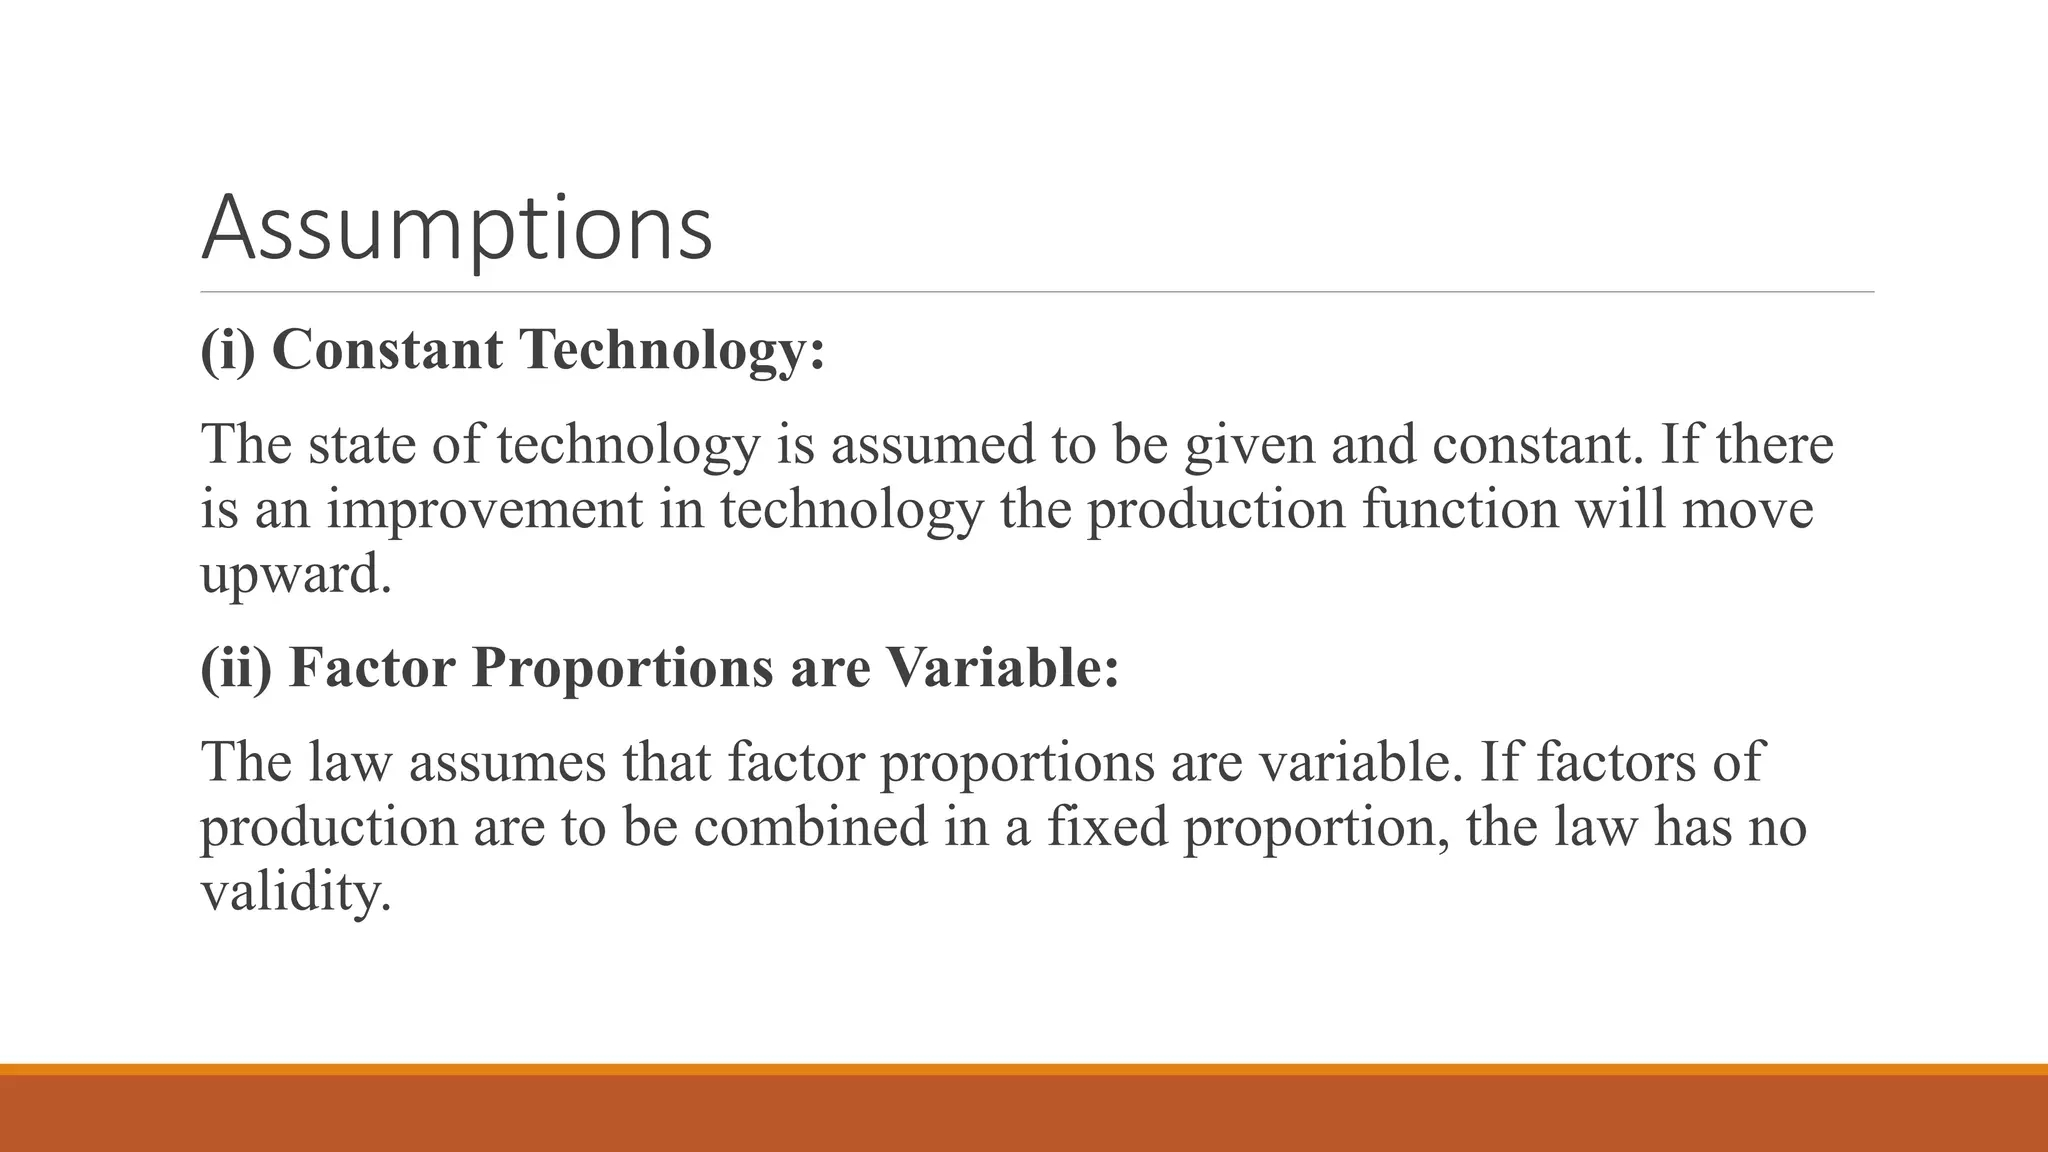 Assumptions
(i) Constant Technology:
The state of technology is assumed to be given and constant. If there
is an improvement in technology the production function will move
upward.
(ii) Factor Proportions are Variable:
The law assumes that factor proportions are variable. If factors of
production are to be combined in a fixed proportion, the law has no
validity.